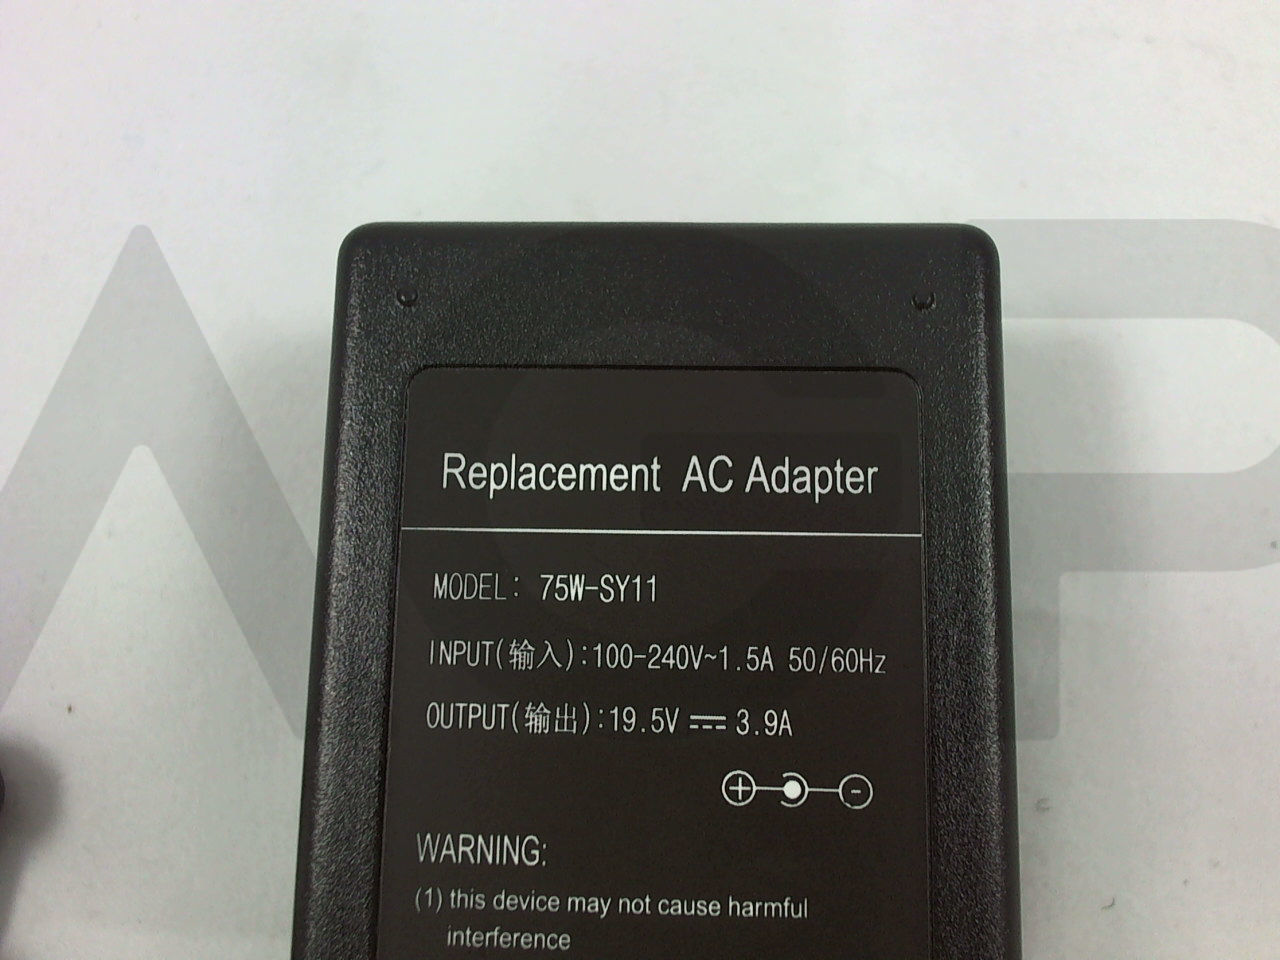 Replacement AC Adapter
MODEL: 75W-SY11
INPUT(输入):100-240V~1.5A 50/60Hz
OUTPUT(输出):19.5V ⎓ 3.9A
WARNING:
(1) this device may not cause harmful
interference
ACP